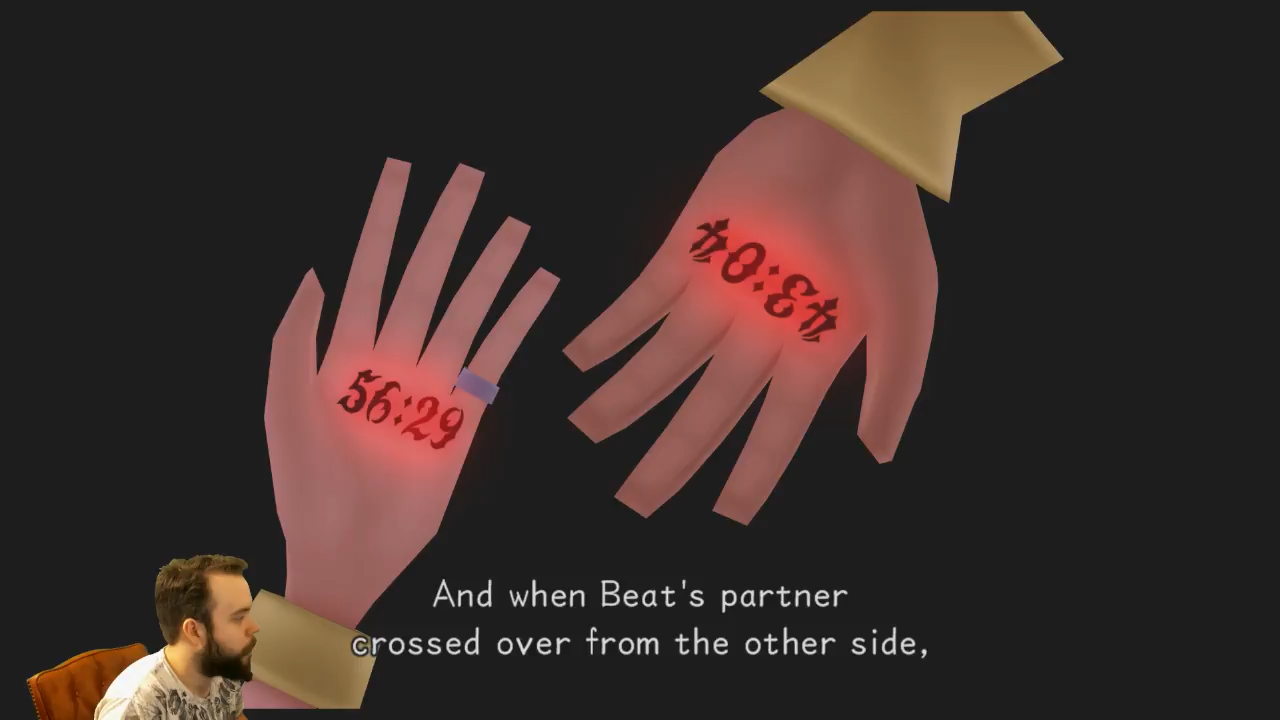 43:04
56:29
And when Beat's partner
crossed over from the other side,